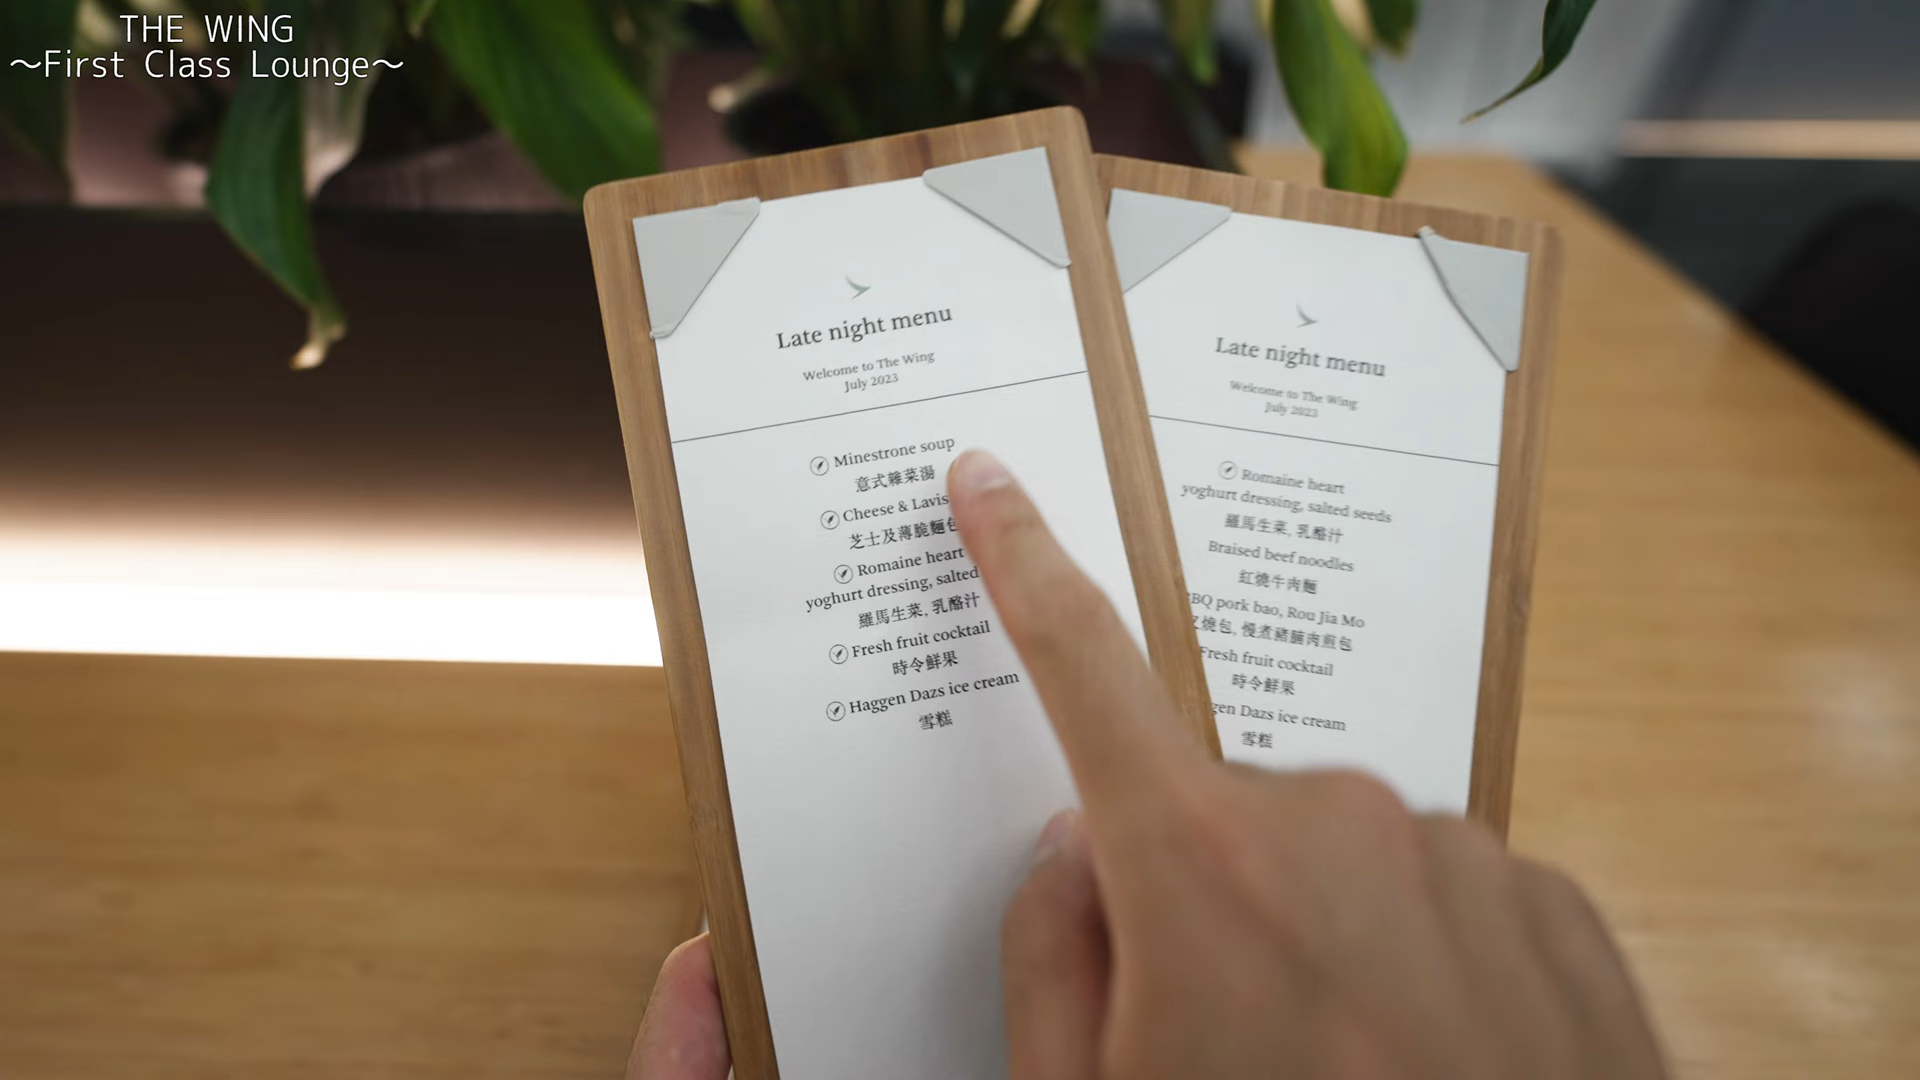 THE WING
～First Class Lounge～
Late night menu
Welcome to The Wing
July 2023
Minestrone soup
意式雜菜湯
Cheese &
芝士及薄脆麵包
Romaine heart
yoghurt dressing, salted
羅馬生菜, 乳酪汁
Fresh fruit cocktail
時令鮮果
Haggen Dazs ice cream
雪糕
Late night menu
Welcome to The Wing
July 2023
Romaine heart
yoghurt dressing, salted seeds
羅馬生菜, 乳酪汁
Braised beef noodles
紅燒牛肉麵
BQ pork bao, Rou Jia Mo
叉燒包, 慢煮豬腩肉煎包
Fresh fruit cocktail
時令鮮果
Dazs ice cream
雪糕